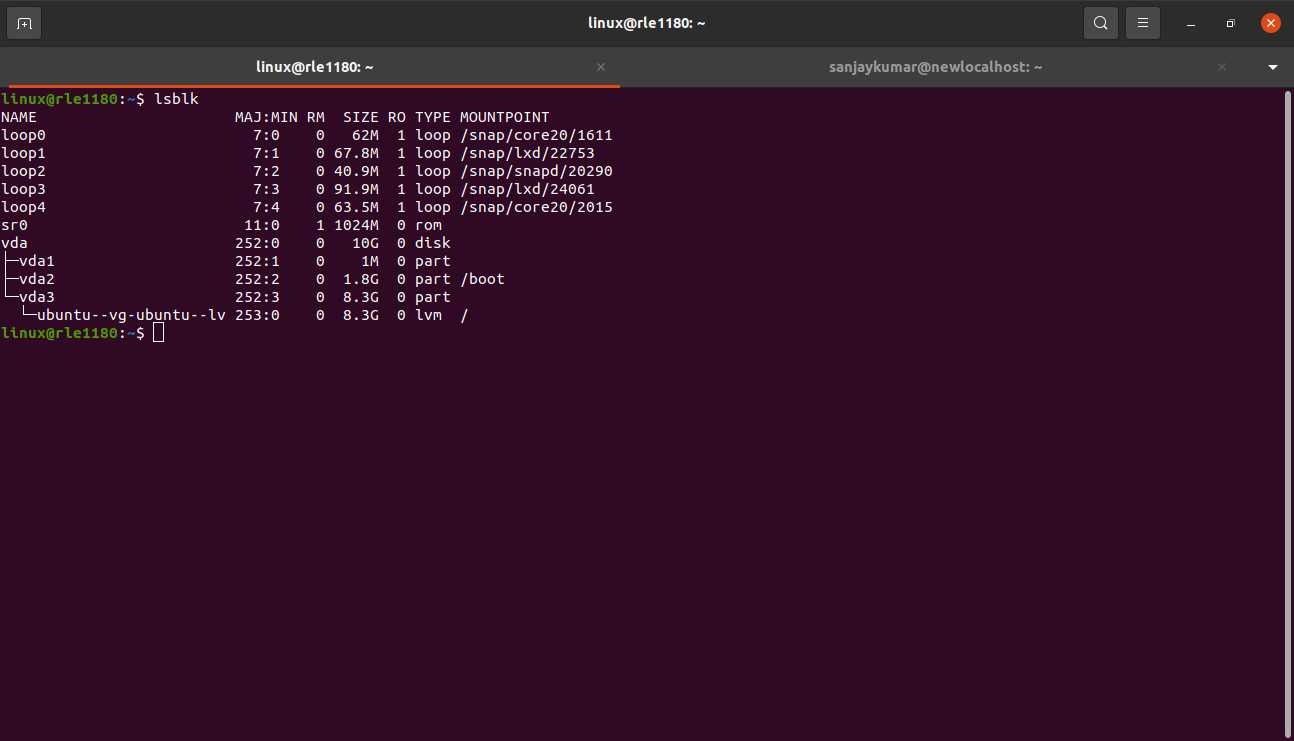 linux@rle1180: ~
linux@rle1180: ~
sanjaykumar@newlocalhost: ~
linux@rle1180:~$ lsblk
NAME                      MAJ:MIN RM  SIZE RO TYPE MOUNTPOINT
loop0                       7:0    0   62M  1 loop /snap/core20/1611
loop1                       7:1    0 67.8M  1 loop /snap/lxd/22753
loop2                       7:2    0 40.9M  1 loop /snap/snapd/20290
loop3                       7:3    0 91.9M  1 loop /snap/lxd/24061
loop4                       7:4    0 63.5M  1 loop /snap/core20/2015
sr0                        11:0    1 1024M  0 rom
vda                       252:0    0   10G  0 disk
├─vda1                    252:1    0    1M  0 part
├─vda2                    252:2    0  1.8G  0 part /boot
└─vda3                    252:3    0  8.3G  0 part
  └─ubuntu--vg-ubuntu--lv 253:0    0  8.3G  0 lvm  /
linux@rle1180:~$